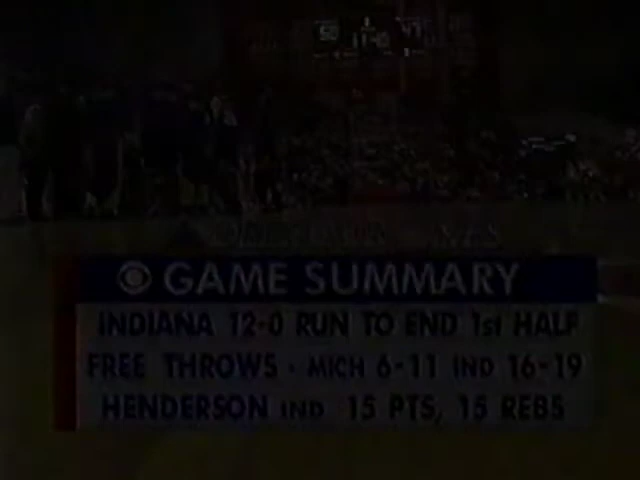 GAME SUMMARY
INDIANA 12-0 RUN TO END 1st HALF
FREE THROWS - MICH 6-11 IND 16-19
HENDERSON IND 15 PTS, 15 REBS